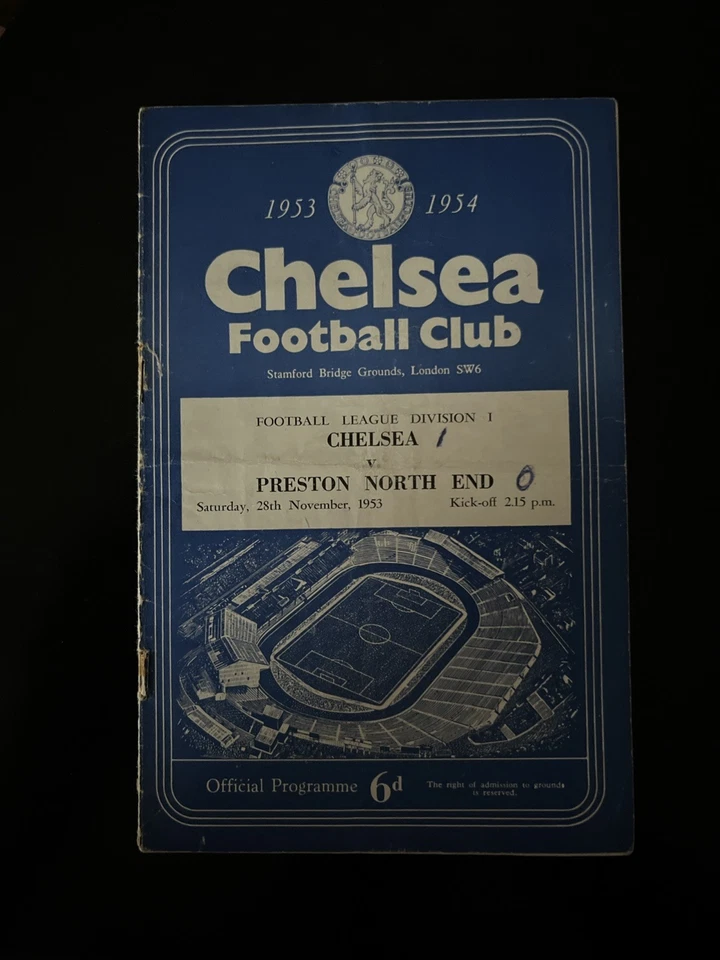 1953 1954
Chelsea
Football Club
Stamford Bridge Grounds, London SW6
FOOTBALL LEAGUE DIVISION I
CHELSEA 1
v.
PRESTON NORTH END 0
Saturday, 28th November, 1953 Kick-off 2.15 p.m.
Official Programme 6d
The right of admission to grounds
is reserved.